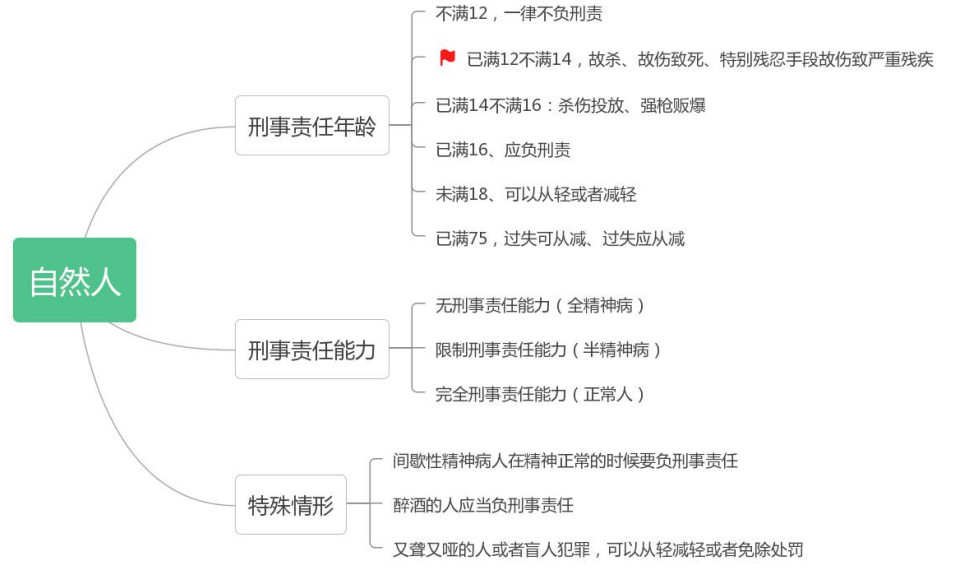 自然人
刑事责任年龄
不满12，一律不负刑责
已满12不满14，故杀、故伤致死、特别残忍手段故伤致严重残疾
已满14不满16：杀伤投放、强枪贩爆
已满16、应负刑责
未满18、可以从轻或者减轻
已满75，过失可从减、过失应从减
刑事责任能力
无刑事责任能力（全精神病）
限制刑事责任能力（半精神病）
完全刑事责任能力（正常人）
特殊情形
间歇性精神病人在精神正常的时候要负刑事责任
醉酒的人应当负刑事责任
又聋又哑的人或者盲人犯罪，可以从轻减轻或者免除处罚